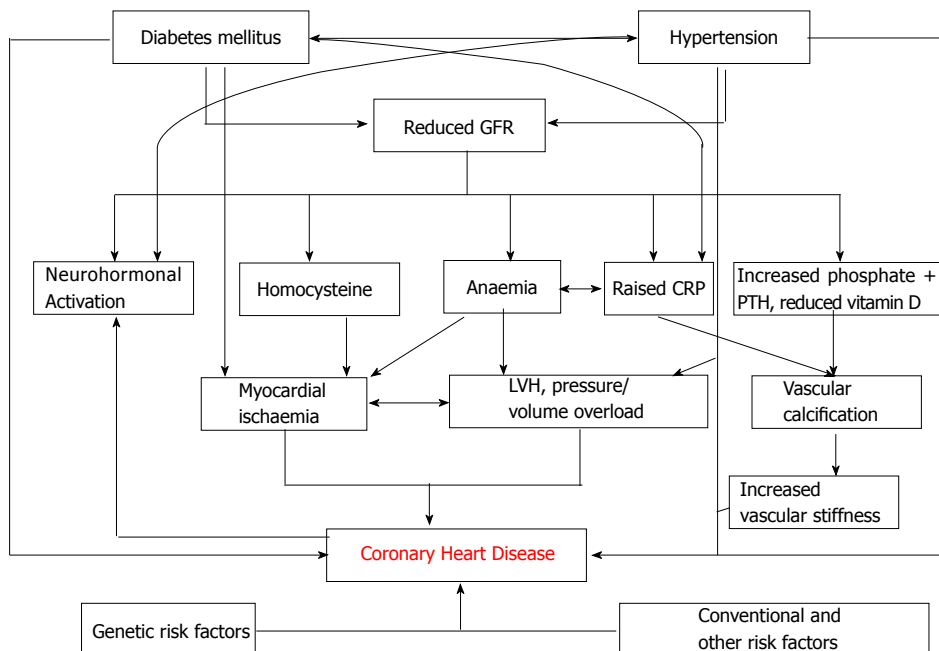 Diabetes mellitus
Hypertension
Reduced GFR
Neurohormonal
Activation
Homocysteine
Anaemia
Raised CRP
Increased phosphate +
PTH, reduced vitamin D
Myocardial
ischaemia
LVH, pressure/
volume overload
Vascular
calcification
Increased
vascular stiffness
Coronary Heart Disease
Genetic risk factors
Conventional and
other risk factors